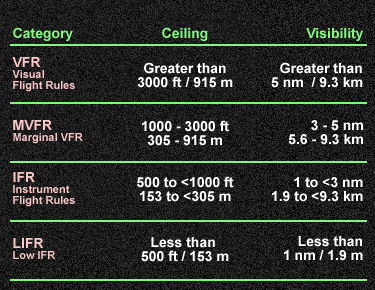 Category Ceiling Visibility
VFR
Visual
Flight Rules
Greater than
3000 ft / 915 m
Greater than
5 nm / 9.3 km
MVFR
Marginal VFR
1000 - 3000 ft
305 - 915 m
3 - 5 nm
5.6 - 9.3 km
IFR
Instrument
Flight Rules
500 to <1000 ft
153 to <305 m
1 to <3 nm
1.9 to <9.3 km
LIFR
Low IFR
Less than
500 ft / 153 m
Less than
1 nm / 1.9 m